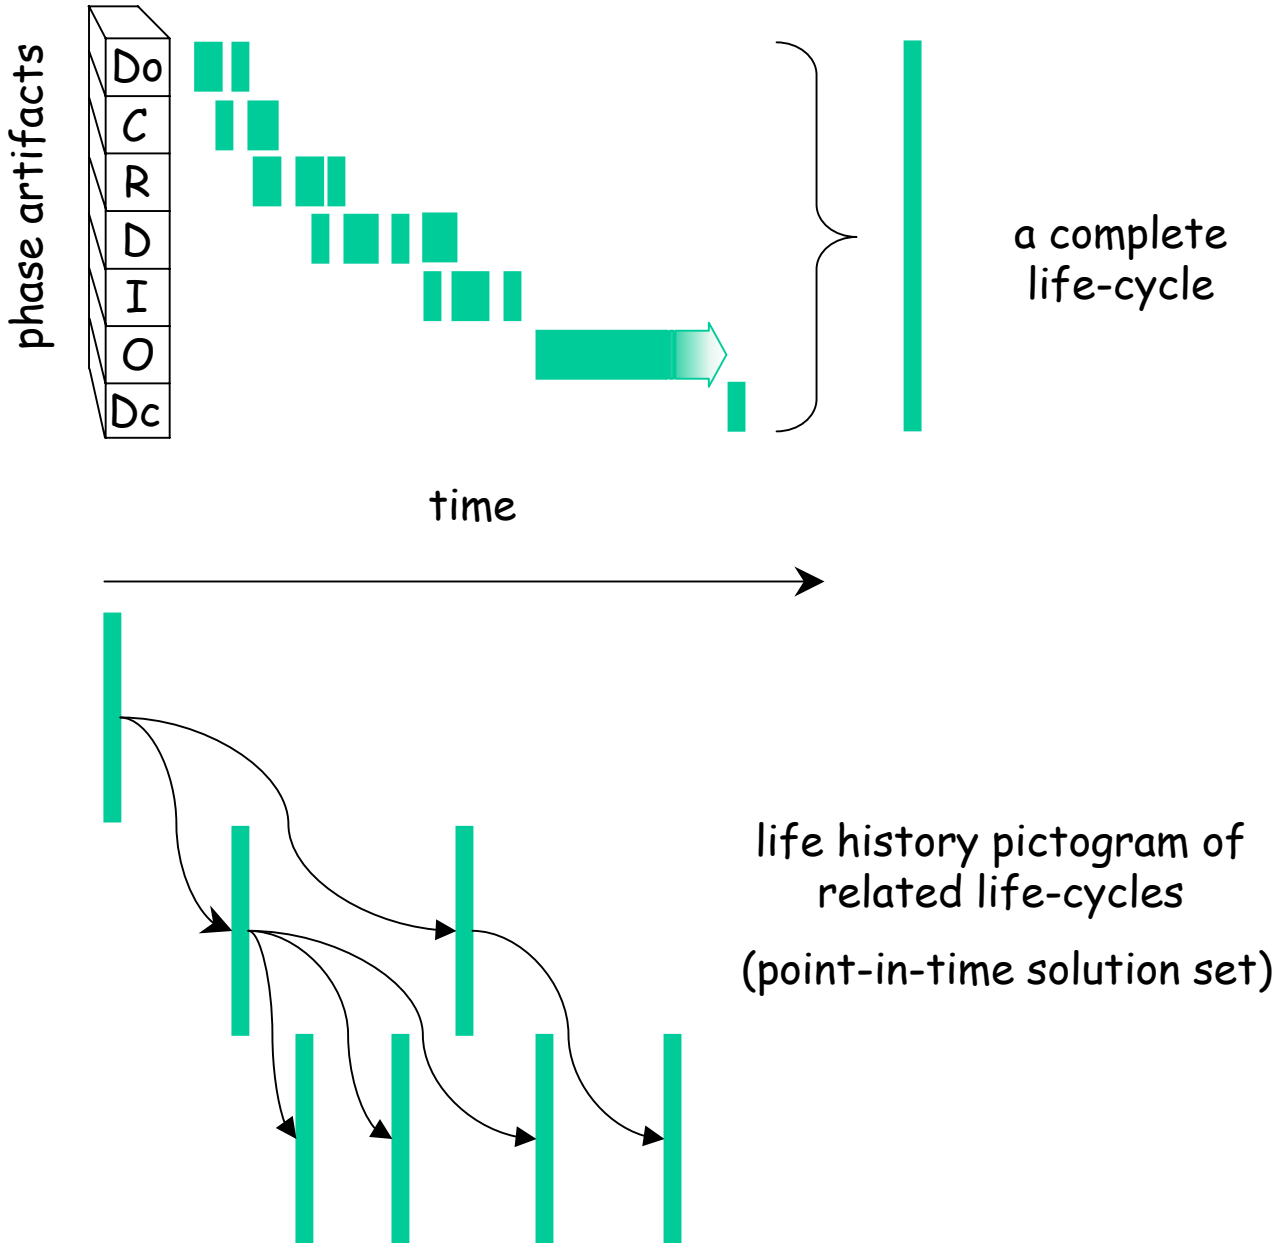 phase artifacts
Do
C
R
D
I
O
Dc
a complete
life-cycle
time
life history pictogram of
related life-cycles
(point-in-time solution set)